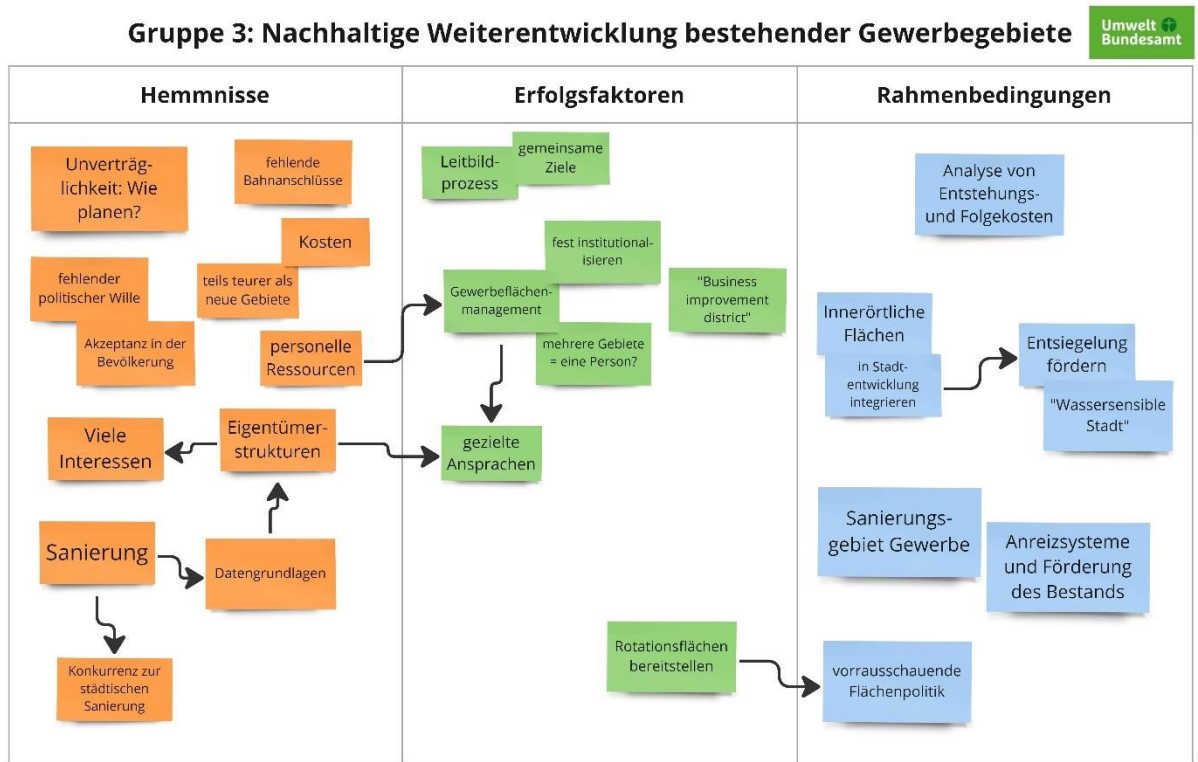 Gruppe 3: Nachhaltige Weiterentwicklung bestehender Gewerbegebiete
Umwelt
Bundesamt
Hemmnisse
Unverträg-
lichkeit: Wie
planen?
fehlende
Bahnanschlüsse
Kosten
teils teurer als
neue Gebiete
fehlender
politischer Wille
Akzeptanz in der
Bevölkerung
personelle
Ressourcen
Viele
Interessen
Eigentümer-
strukturen
Sanierung
Datengrundlagen
Konkurrenz zur
städtischen
Sanierung
Erfolgsfaktoren
Leitbild-
prozess
gemeinsame
Ziele
fest institutional-
isieren
Gewerbeflächen-
management
"Business
improvement
district"
mehrere Gebiete
= eine Person?
gezielte
Ansprachen
Rotationsflächen
bereitstellen
Rahmenbedingungen
Analyse von
Entstehungs-
und Folgekosten
Innerörtliche
Flächen
in Stadt-
entwicklung
integrieren
Entsiegelung
fördern
"Wassersensible
Stadt"
Sanierungs-
gebiet Gewerbe
Anreizsysteme
und Förderung
des Bestands
vorrausschauende
Flächenpolitik